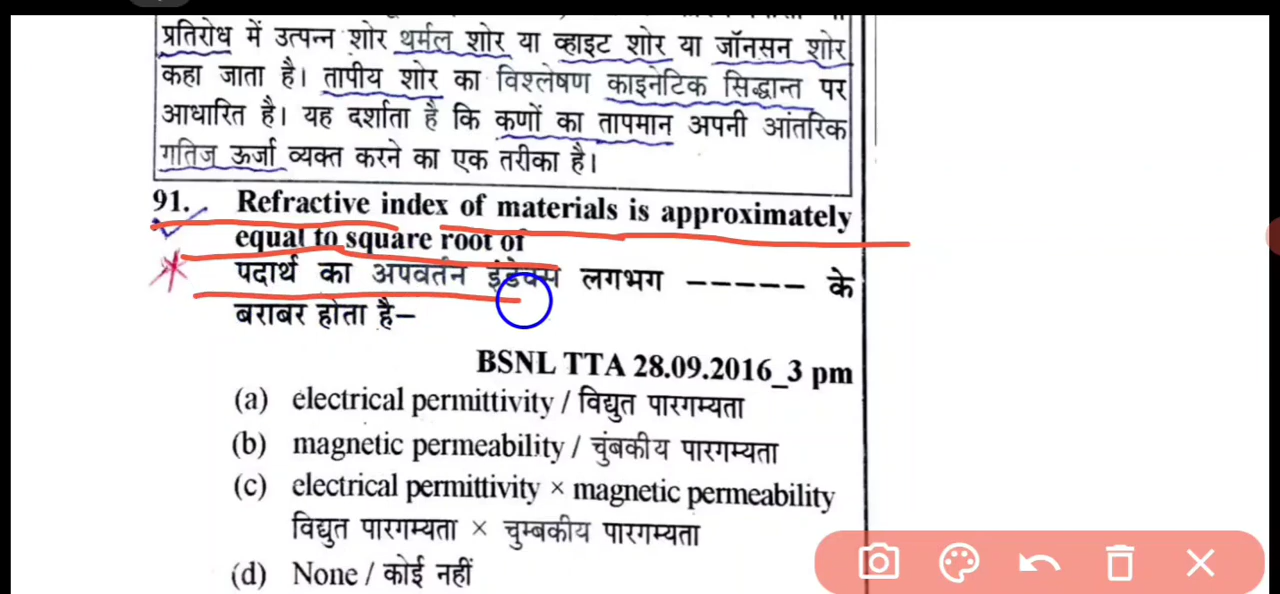 प्रतिरोध में उत्पन्न शोर थर्मल शोर या व्हाइट शोर या जॉनसन शोर
कहा जाता है। तापीय शोर का विश्लेषण काइनेटिक सिद्धान्त पर
आधारित है। यह दर्शाता है कि कणों का तापमान अपनी आंतरिक
गतिज ऊर्जा व्यक्त करने का एक तरीका है।
91. Refractive index of materials is approximately
equal to square root of
पदार्थ का अपवर्तन इंडेक्स लगभग ----- के
बराबर होता है–
BSNL TTA 28.09.2016_3 pm
(a) electrical permittivity / विद्युत पारगम्यता
(b) magnetic permeability / चुंबकीय पारगम्यता
(c) electrical permittivity × magnetic permeability
विद्युत पारगम्यता × चुम्बकीय पारगम्यता
(d) None / कोई नहीं